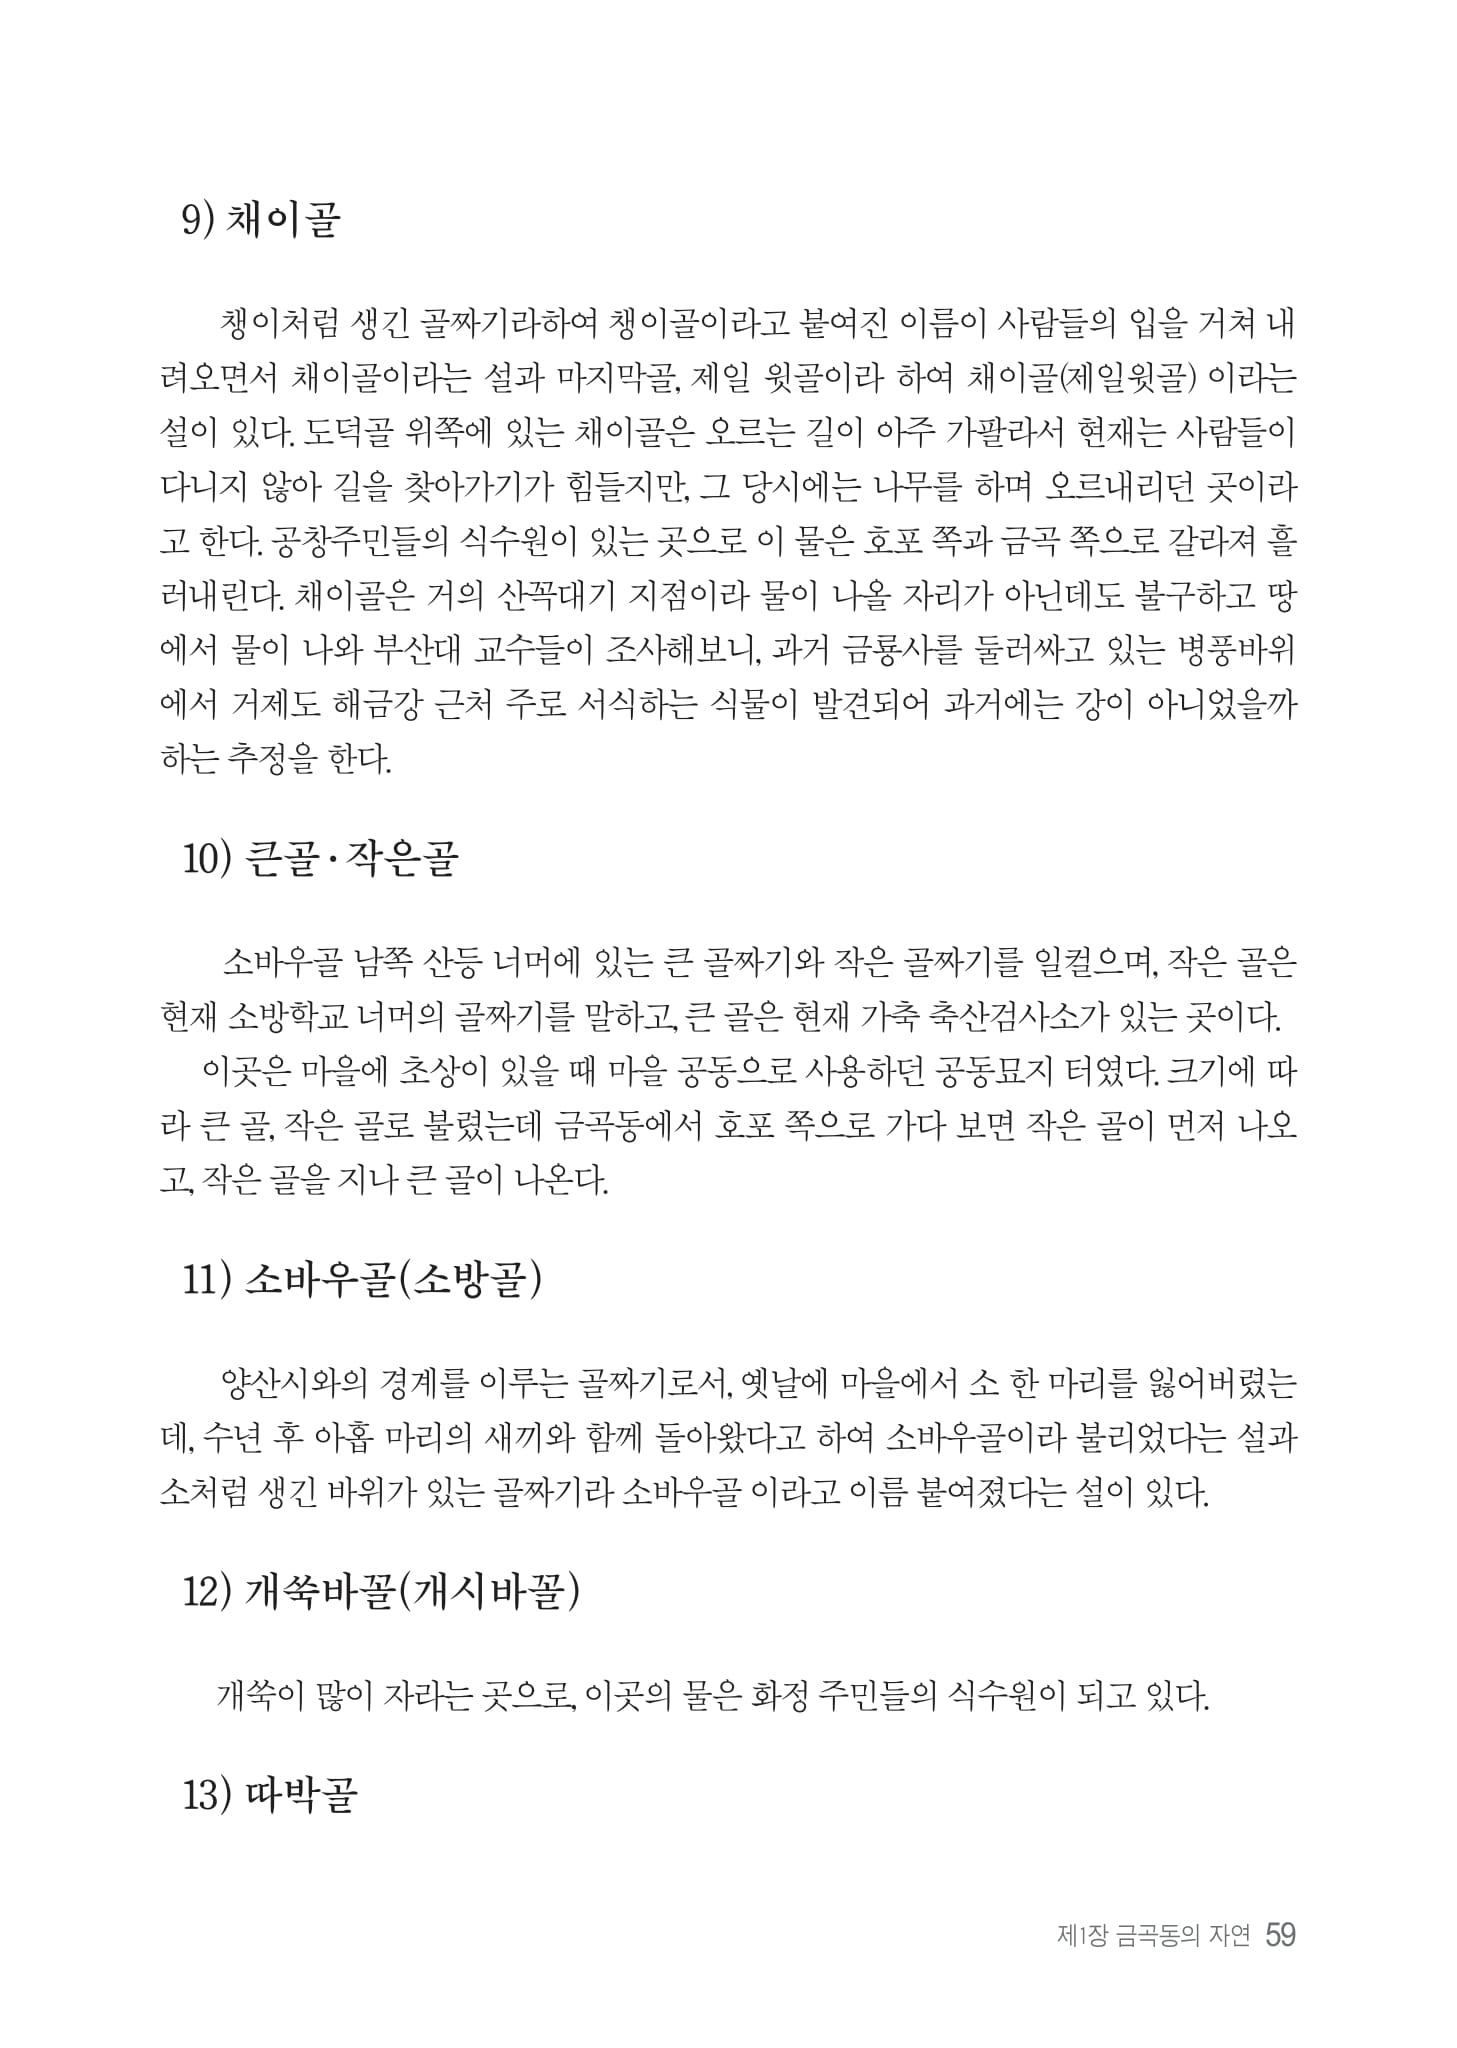 9) 채이골
챙이처럼 생긴 골짜기라하여 챙이골이라고 붙여진 이름이 사람들의 입을 거쳐 내
려오면서 채이골이라는 설과 마지막골, 제일 윗골이라 하여 채이골(제일윗골) 이라는
설이 있다. 도덕골 위쪽에 있는 채이골은 오르는 길이 아주 가팔라서 현재는 사람들이
다니지 않아 길을 찾아가기가 힘들지만, 그 당시에는 나무를 하며 오르내리던 곳이라
고 한다. 공창주민들의 식수원이 있는 곳으로 이 물은 호포 쪽과 금곡 쪽으로 갈라져 흘
러내린다. 채이골은 거의 산꼭대기 지점이라 물이 나올 자리가 아닌데도 불구하고 땅
에서 물이 나와 부산대 교수들이 조사해보니, 과거 금룡사를 둘러싸고 있는 병풍바위
에서 거제도 해금강 근처 주로 서식하는 식물이 발견되어 과거에는 강이 아니었을까
하는 추정을 한다.
10) 큰골·작은골
소바우골 남쪽 산등 너머에 있는 큰 골짜기와 작은 골짜기를 일컬으며, 작은 골은
현재 소방학교 너머의 골짜기를 말하고, 큰 골은 현재 가축 축산검사소가 있는 곳이다.
이곳은 마을에 초상이 있을 때 마을 공동으로 사용하던 공동묘지 터였다. 크기에 따
라 큰 골, 작은 골로 불렸는데 금곡동에서 호포 쪽으로 가다 보면 작은 골이 먼저 나오
고, 작은 골을 지나 큰 골이 나온다.
11) 소바우골(소방골)
양산시와의 경계를 이루는 골짜기로서, 옛날에 마을에서 소 한 마리를 잃어버렸는
데, 수년 후 아홉 마리의 새끼와 함께 돌아왔다고 하여 소바우골이라 불리었다는 설과
소처럼 생긴 바위가 있는 골짜기라 소바우골 이라고 이름 붙여졌다는 설이 있다.
12) 개쑥바꼴(개시바꼴)
개쑥이 많이 자라는 곳으로, 이곳의 물은 화정 주민들의 식수원이 되고 있다.
13) 따박골
제1장 금곡동의 자연 59